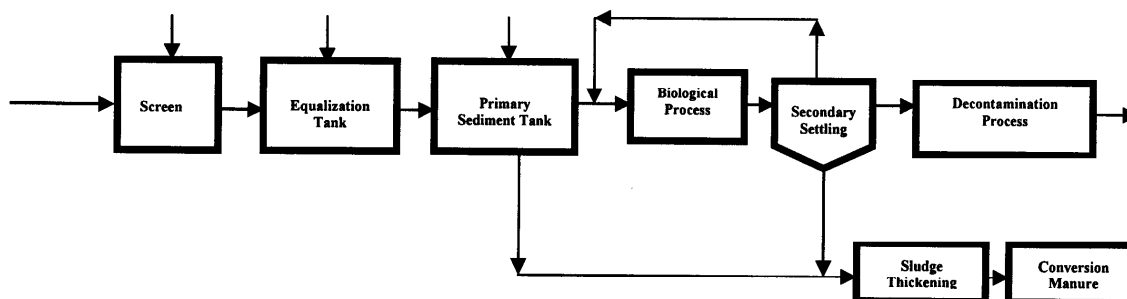 Screen
Equalization
Tank
Primary
Sediment Tank
Biological
Process
Secondary
Settling
Decontamination
Process
Sludge
Thickening
Conversion
Manure